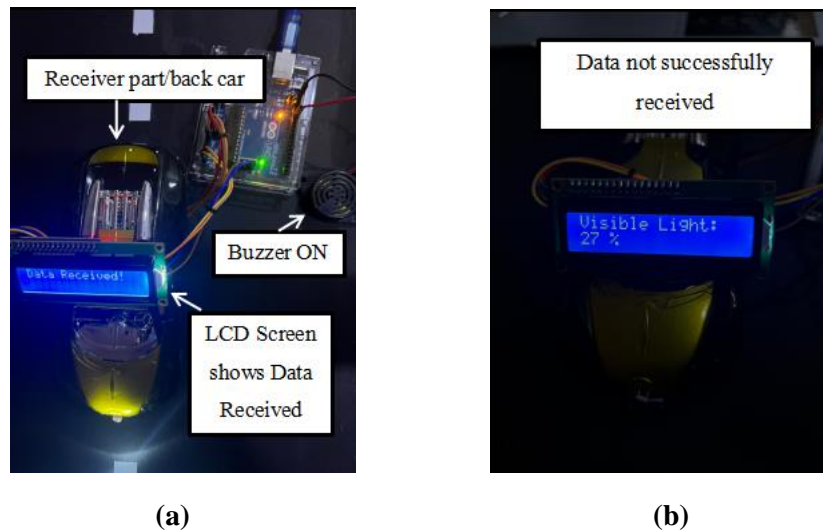 Receiver part/back car
Buzzer ON
Data Received!
LCD Screen
shows Data
Received
Data not successfully
received
Visible Light:
27 %
(a)
(b)